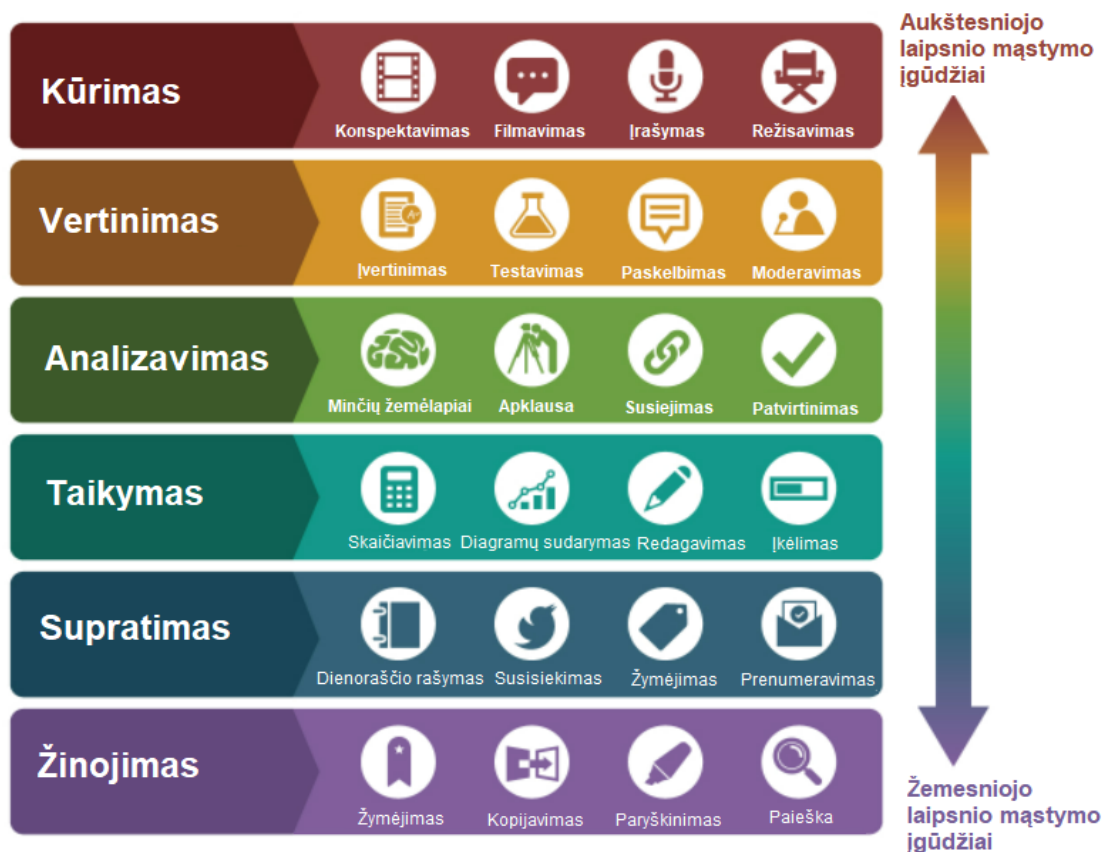 Aukštesniojo
laipsnio mąstymo
įgūdžiai
Kūrimas
Konspektavimas Filmavimas Įrašymas Režisavimas
Vertinimas
A+
Įvertinimas Testavimas Paskelbimas Moderavimas
Analizavimas
Minčių žemėlapiai Apklausa Susiejimas Patvirtinimas
Taikymas
Skaičiavimas Diagramų sudarymas Redagavimas Įkėlimas
Supratimas
Dienoraščio rašymas Susisiekimas Žymėjimas Prenumeravimas
Žinojimas
Žymėjimas Kopijavimas Paryškinimas Paieška
Žemesniojo
laipsnio mąstymo
įgūdžiai